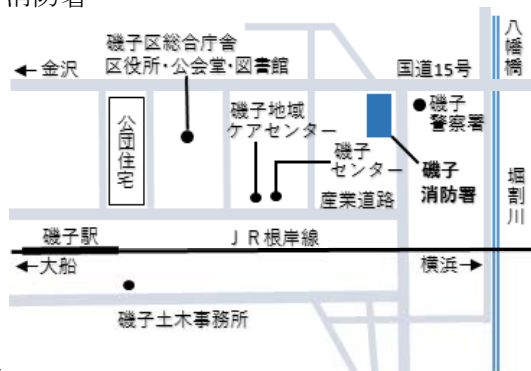 消防署
磯子区総合庁舎
区役所・公会堂・図書館
←金沢
国道15号
八幡橋
公団住宅
磯子地域
ケアセンター
磯子
センター
磯子
警察署
磯子
消防署
産業道路
堀割川
磯子駅
JR根岸線
←大船
横浜→
磯子土木事務所